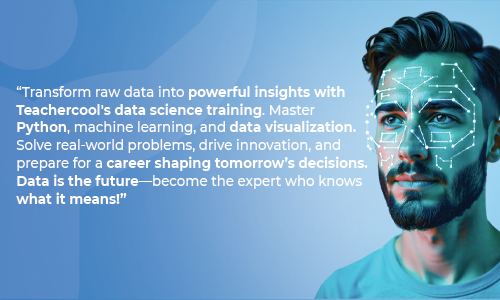 “Transform raw data into powerful insights with
Teachercool's data science training. Master
Python, machine learning, and data visualization.
Solve real-world problems, drive innovation, and
prepare for a career shaping tomorrow’s decisions.
Data is the future—become the expert who knows
what it means!”